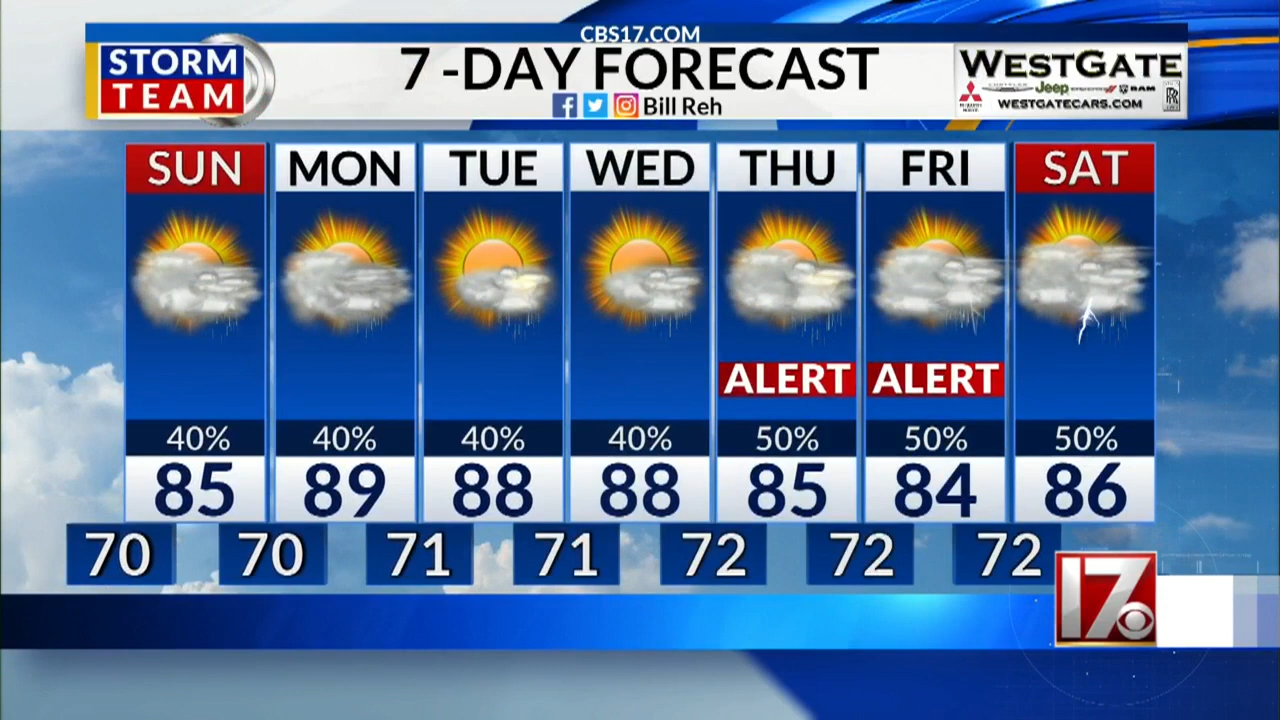 CBS17.COM
STORM
TEAM
7 -DAY FORECAST
Bill Reh
WESTGATE
Jeep RAM
WESTGATECARS.COM
SUN MON TUE WED THU FRI SAT
ALERT ALERT
40% 40% 40% 40% 50% 50% 50%
85 89 88 88 85 84 86
70 70 71 71 72 72 72
17